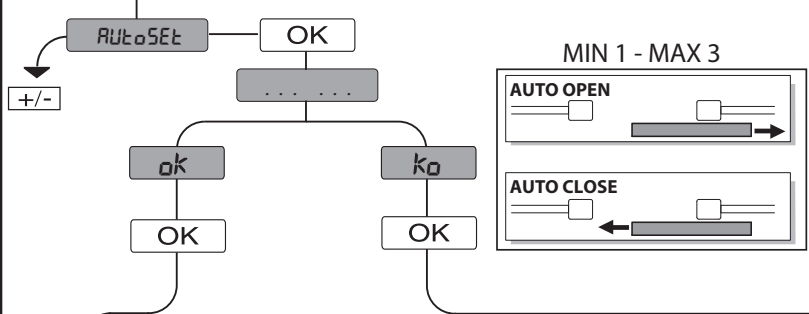 AUtoSEt
OK
+/-
... ...
ok
ko
OK
OK
MIN 1 - MAX 3
AUTO OPEN
AUTO CLOSE